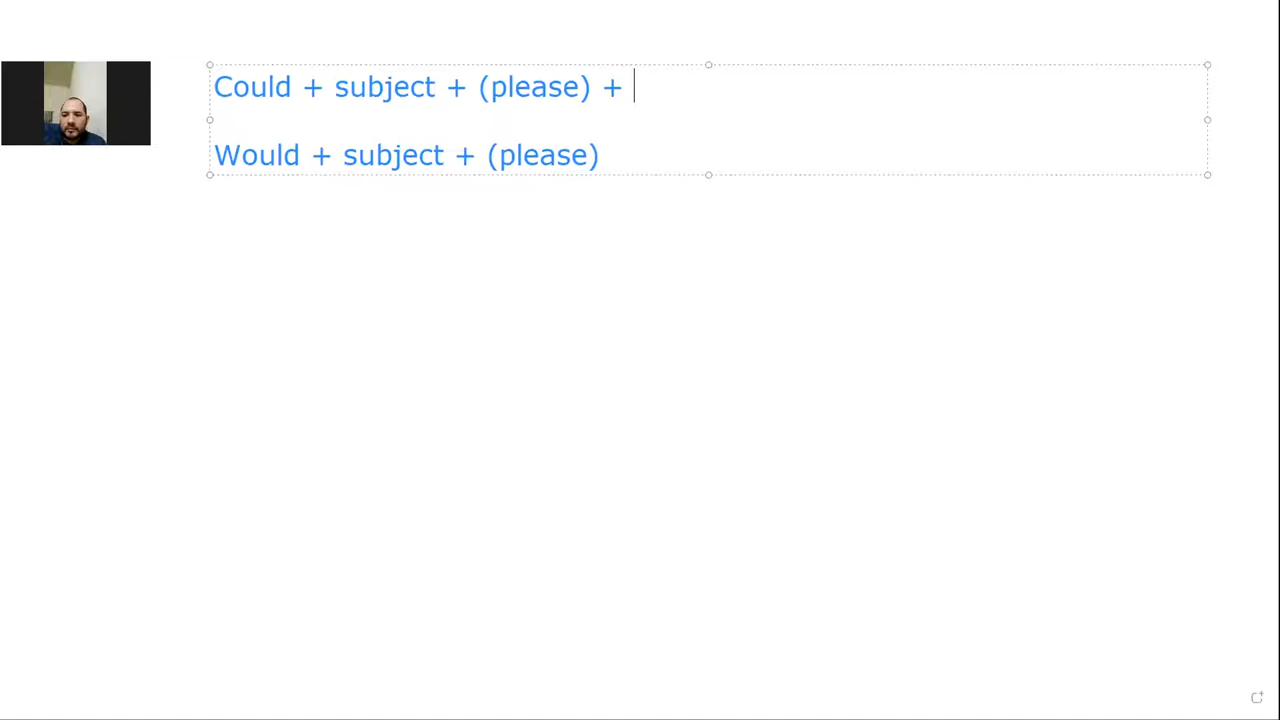 Could + subject + (please) +
Would + subject + (please)